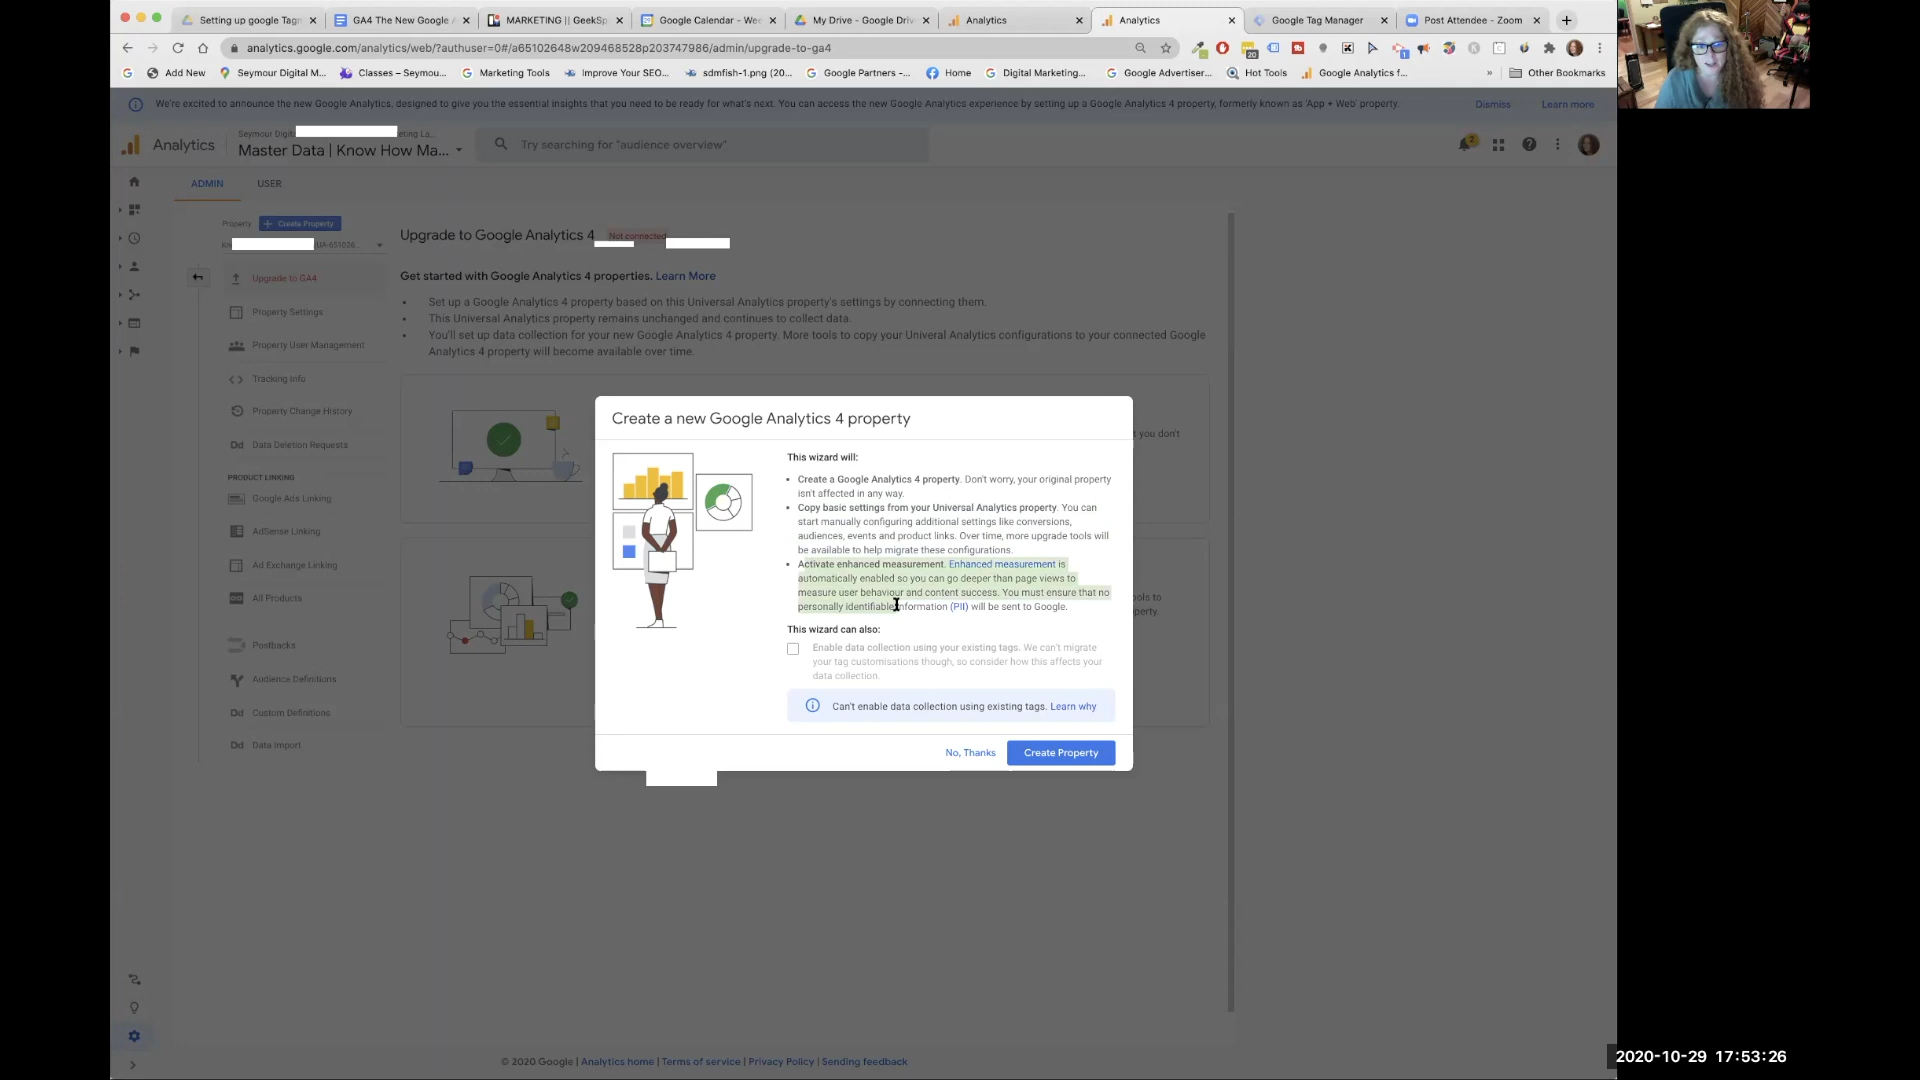 Setting up google Tagm
GA4 The New Google A
MARKETING || GeekSp
Google Calendar - Wee
My Drive - Google Driv
Analytics
Analytics
Google Tag Manager
Post Attendee - Zoom
analytics.google.com/analytics/web/?authuser=0#/a65102648w209468528p203747986/admin/upgrade-to-ga4
Add New
Seymour Digital M...
Classes – Seymou...
Marketing Tools
Improve Your SEO...
sdmfish-1.png (20...
Google Partners -...
Home
Digital Marketing...
Google Advertiser...
Hot Tools
Google Analytics f...
Other Bookmarks
We're excited to announce the new Google Analytics, designed to give you the essential insights that you need to be ready for what's next. You can access the new Google Analytics experience by setting up a Google Analytics 4 property, formerly known as 'App + Web' property.
Dismiss
Learn more
Analytics
Seymour Digit
eting La...
Master Data | Know How Ma...
Try searching for "audience overview"
2
ADMIN
USER
Property
+ Create Property
UA-651026...
Upgrade to GA4
Property Settings
Property User Management
Tracking Info
Property Change History
Dd Data Deletion Requests
PRODUCT LINKING
Google Ads Linking
AdSense Linking
Ad Exchange Linking
All Products
Postbacks
Audience Definitions
Dd Custom Definitions
Dd Data Import
Upgrade to Google Analytics 4
Not connected
Get started with Google Analytics 4 properties. Learn More
• Set up a Google Analytics 4 property based on this Universal Analytics property's settings by connecting them.
• This Universal Analytics property remains unchanged and continues to collect data.
• You'll set up data collection for your new Google Analytics 4 property. More tools to copy your Univeral Analytics configurations to your connected Google
Analytics 4 property will become available over time.
t you don't
ols to
perty.
Create a new Google Analytics 4 property
This wizard will:
• Create a Google Analytics 4 property. Don't worry, your original property
isn't affected in any way.
• Copy basic settings from your Universal Analytics property. You can
start manually configuring additional settings like conversions,
audiences, events and product links. Over time, more upgrade tools will
be available to help migrate these configurations.
• Activate enhanced measurement. Enhanced measurement is
automatically enabled so you can go deeper than page views to
measure user behaviour and content success. You must ensure that no
personally identifiable information (PII) will be sent to Google.
This wizard can also:
Enable data collection using your existing tags. We can't migrate
your tag customisations though, so consider how this affects your
data collection.
Can't enable data collection using existing tags. Learn why
No, Thanks
Create Property
© 2020 Google | Analytics home | Terms of service | Privacy Policy | Sending feedback
2020-10-29 17:53:26